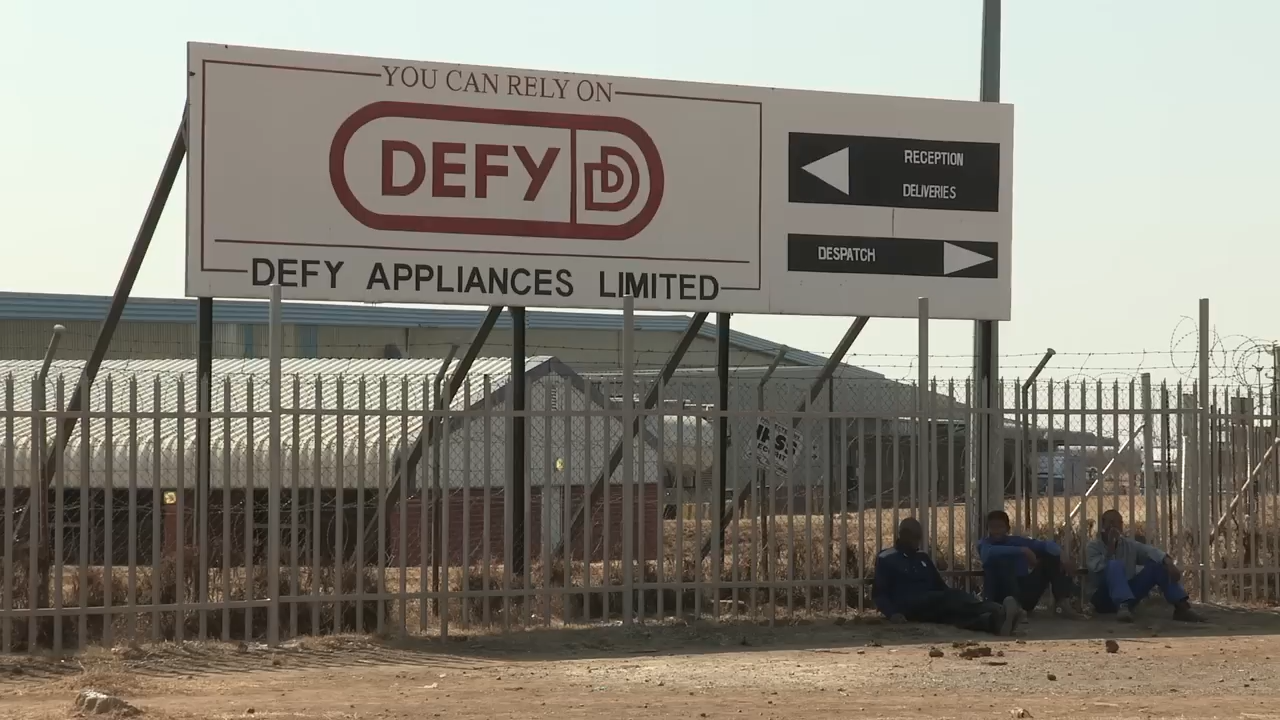 YOU CAN RELY ON
DEFY
DEFY APPLIANCES LIMITED
RECEPTION
DELIVERIES
DESPATCH